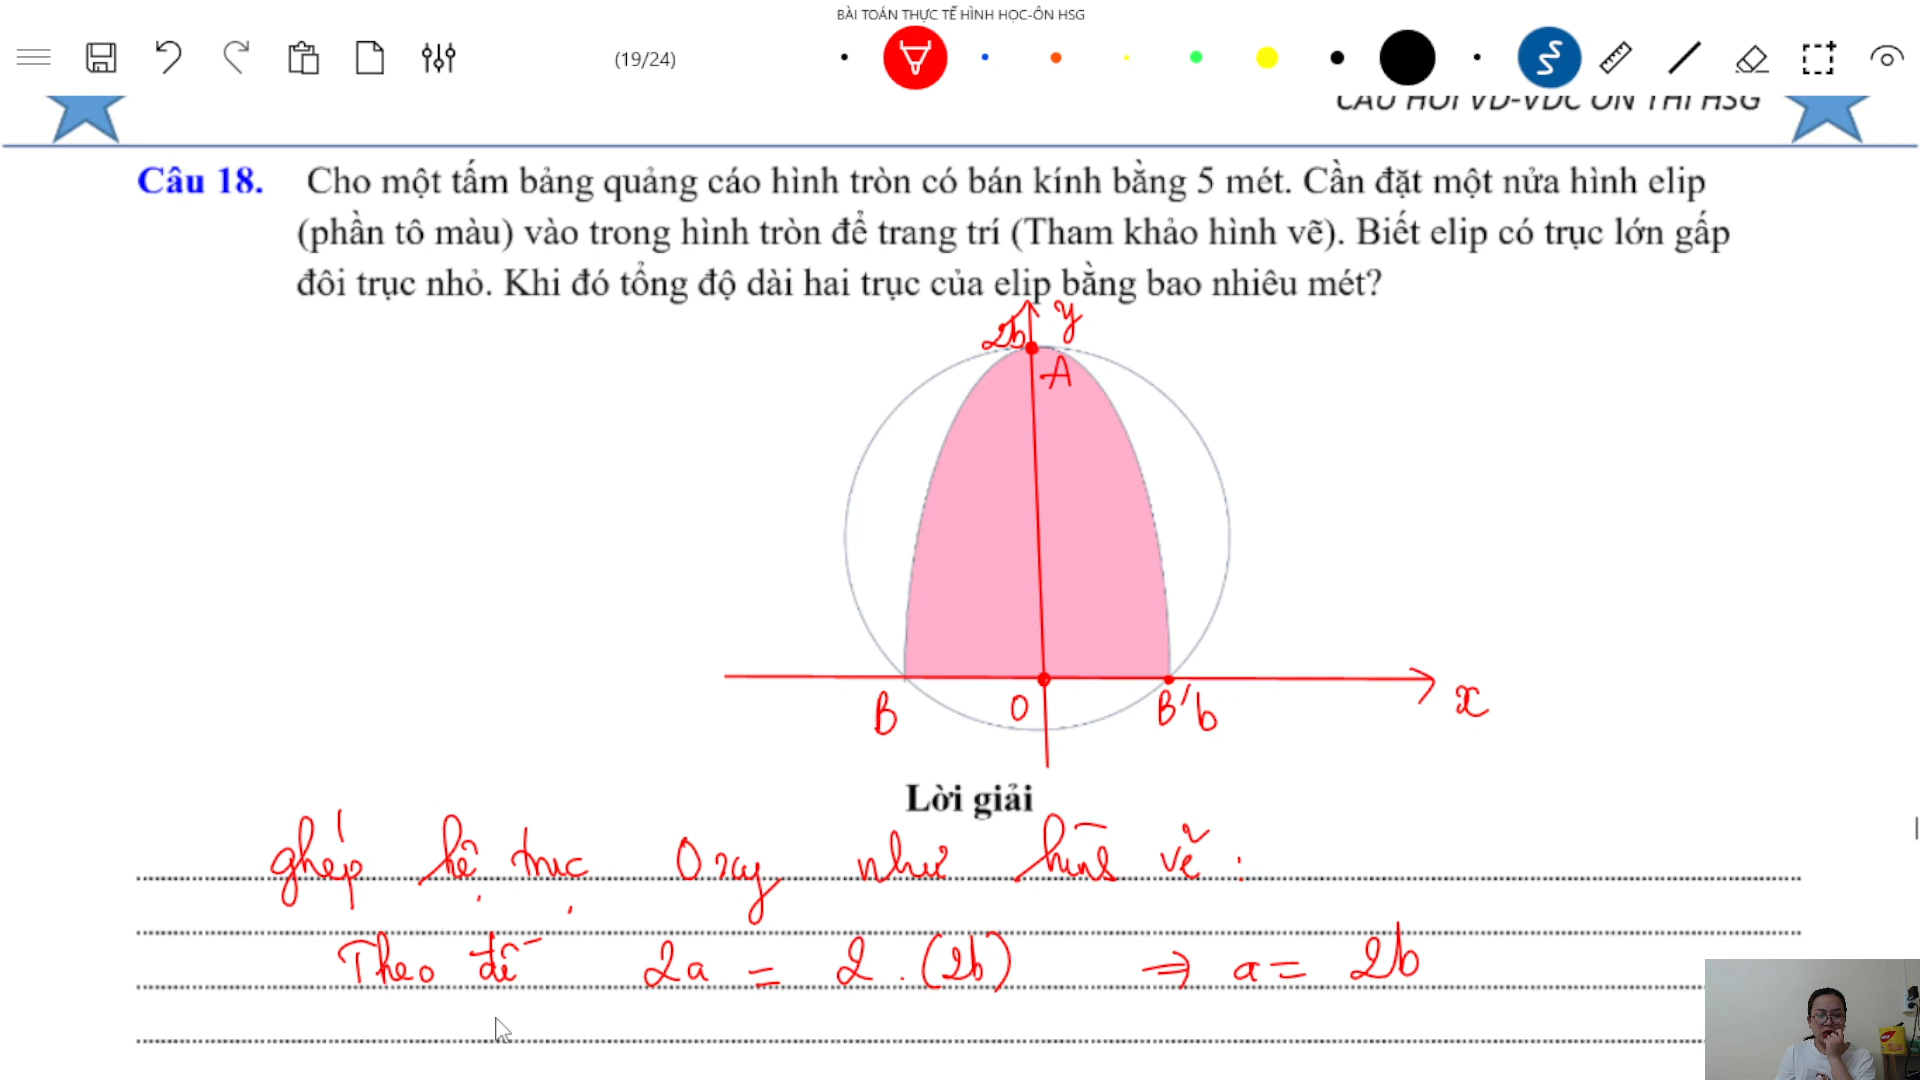 BÀI TOÁN THỰC TẾ HÌNH HỌC-ÔN HSG
(19/24)
CÂU HỎI VD-VDC ÔN THI HSG
Câu 18. Cho một tấm bảng quảng cáo hình tròn có bán kính bằng 5 mét. Cần đặt một nửa hình elip
(phần tô màu) vào trong hình tròn để trang trí (Tham khảo hình vẽ). Biết elip có trục lớn gấp
đôi trục nhỏ. Khi đó tổng độ dài hai trục của elip bằng bao nhiêu mét?
2b y
A
B O B' b x
Lời giải
ghép hệ trục Oxy như hình vẽ:
Theo đề 2a = 2.(2b) ⇒ a = 2b